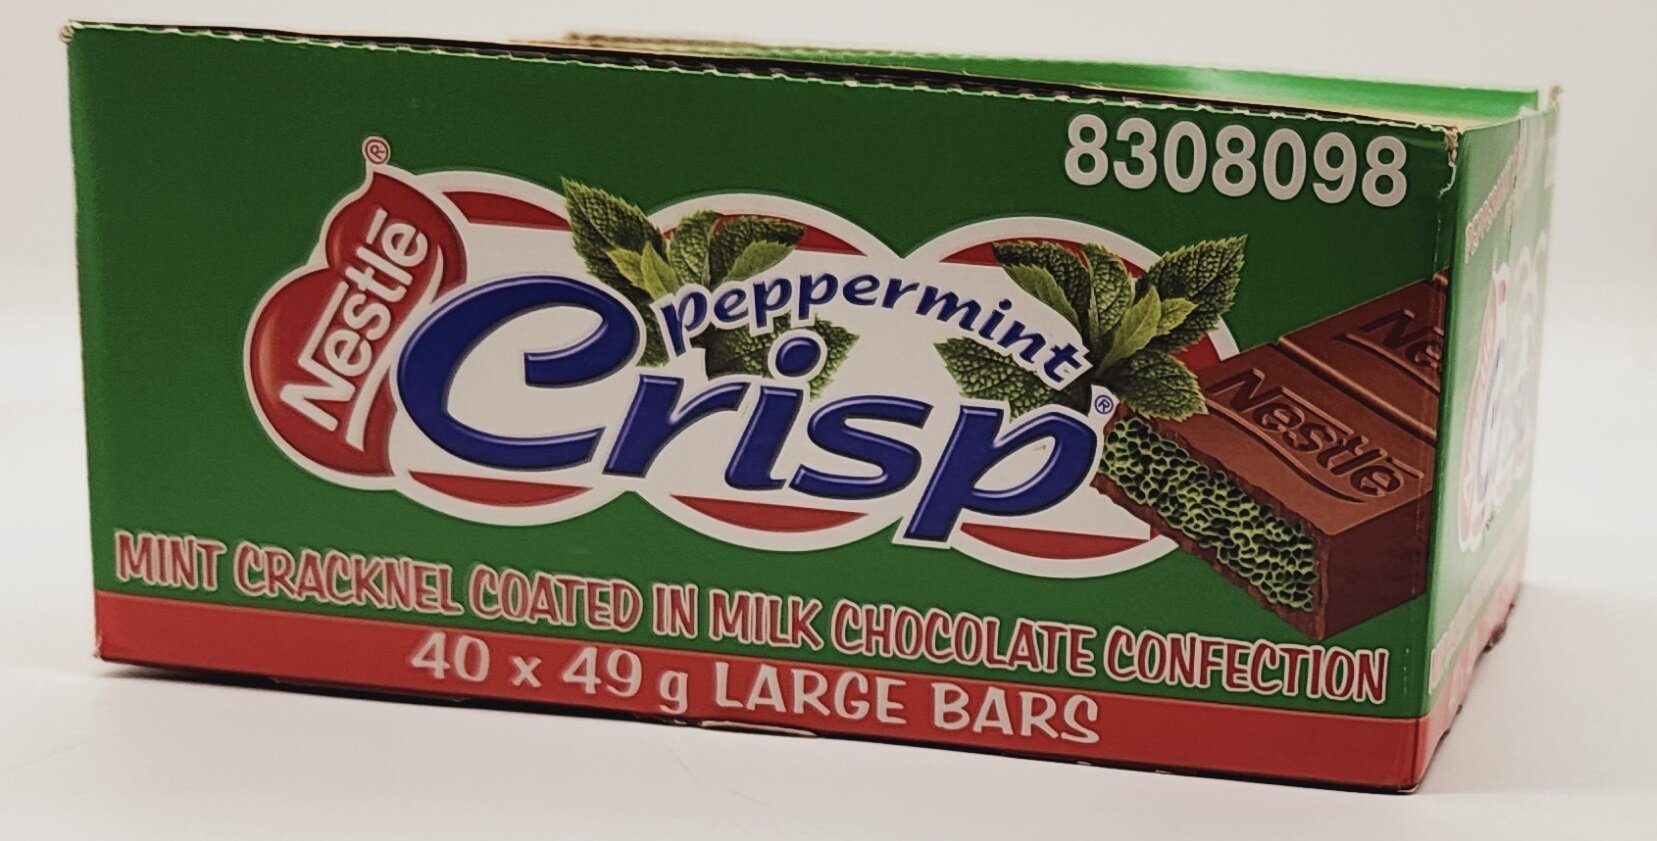 8308098
Nestlé®
Peppermint
Crisp®
Nestlé
MINT CRACKNEL COATED IN MILK CHOCOLATE CONFECTION
40 x 49 g LARGE BARS